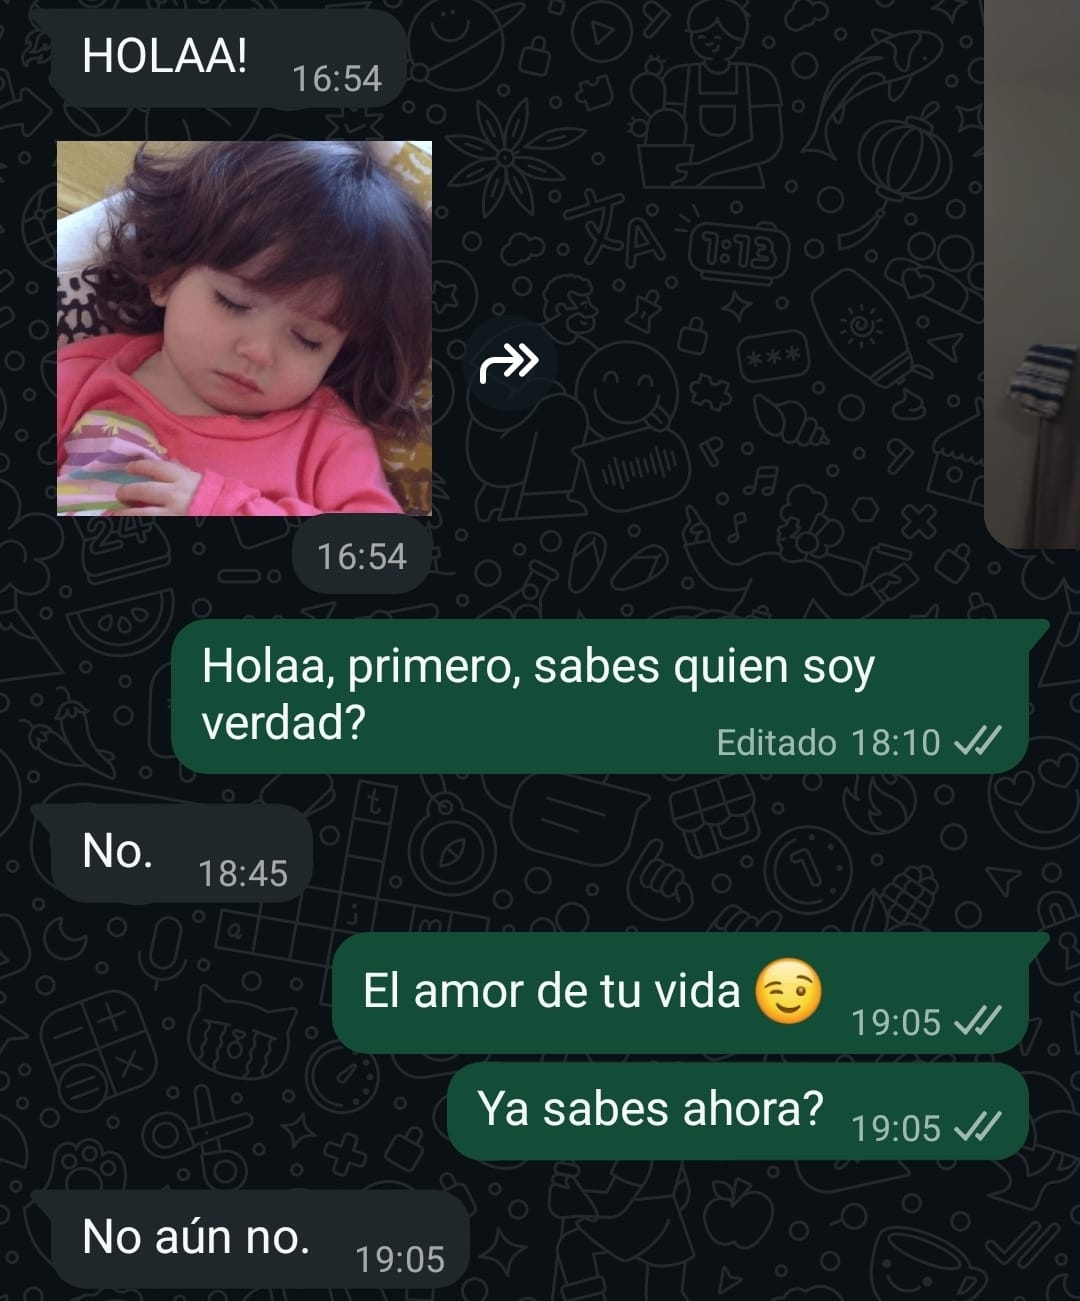 HOLAA!
16:54
16:54
Holaa, primero, sabes quien soy
verdad?
Editado 18:10
No.
18:45
El amor de tu vida 😉
19:05
Ya sabes ahora?
19:05
No aún no.
19:05